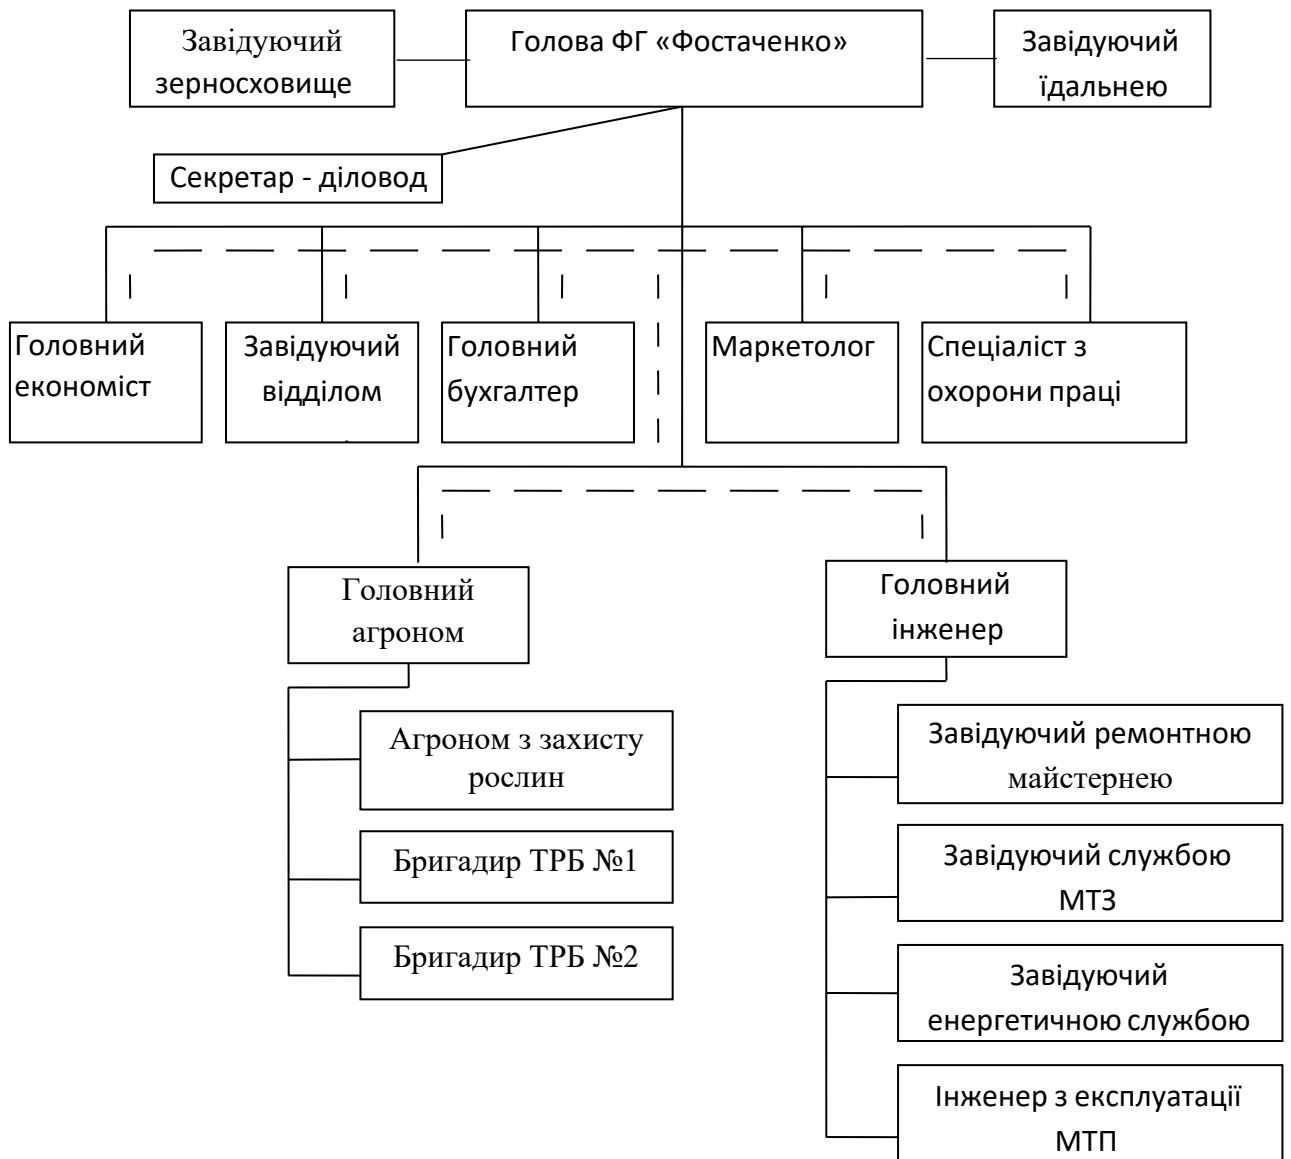 Завідуючий
зерносховище
Голова ФГ «Фостаченко»
Завідуючий
їдальнею
Секретар - діловод
Головний
економіст
Завідуючий
відділом
Головний
бухгалтер
Маркетолог
Спеціаліст з
охорони праці
Головний
агроном
Головний
інженер
Агроном з захисту
рослин
Бригадир ТРБ №1
Бригадир ТРБ №2
Завідуючий ремонтною
майстернею
Завідуючий службою
МТЗ
Завідуючий
енергетичною службою
Інженер з експлуатації
МТП